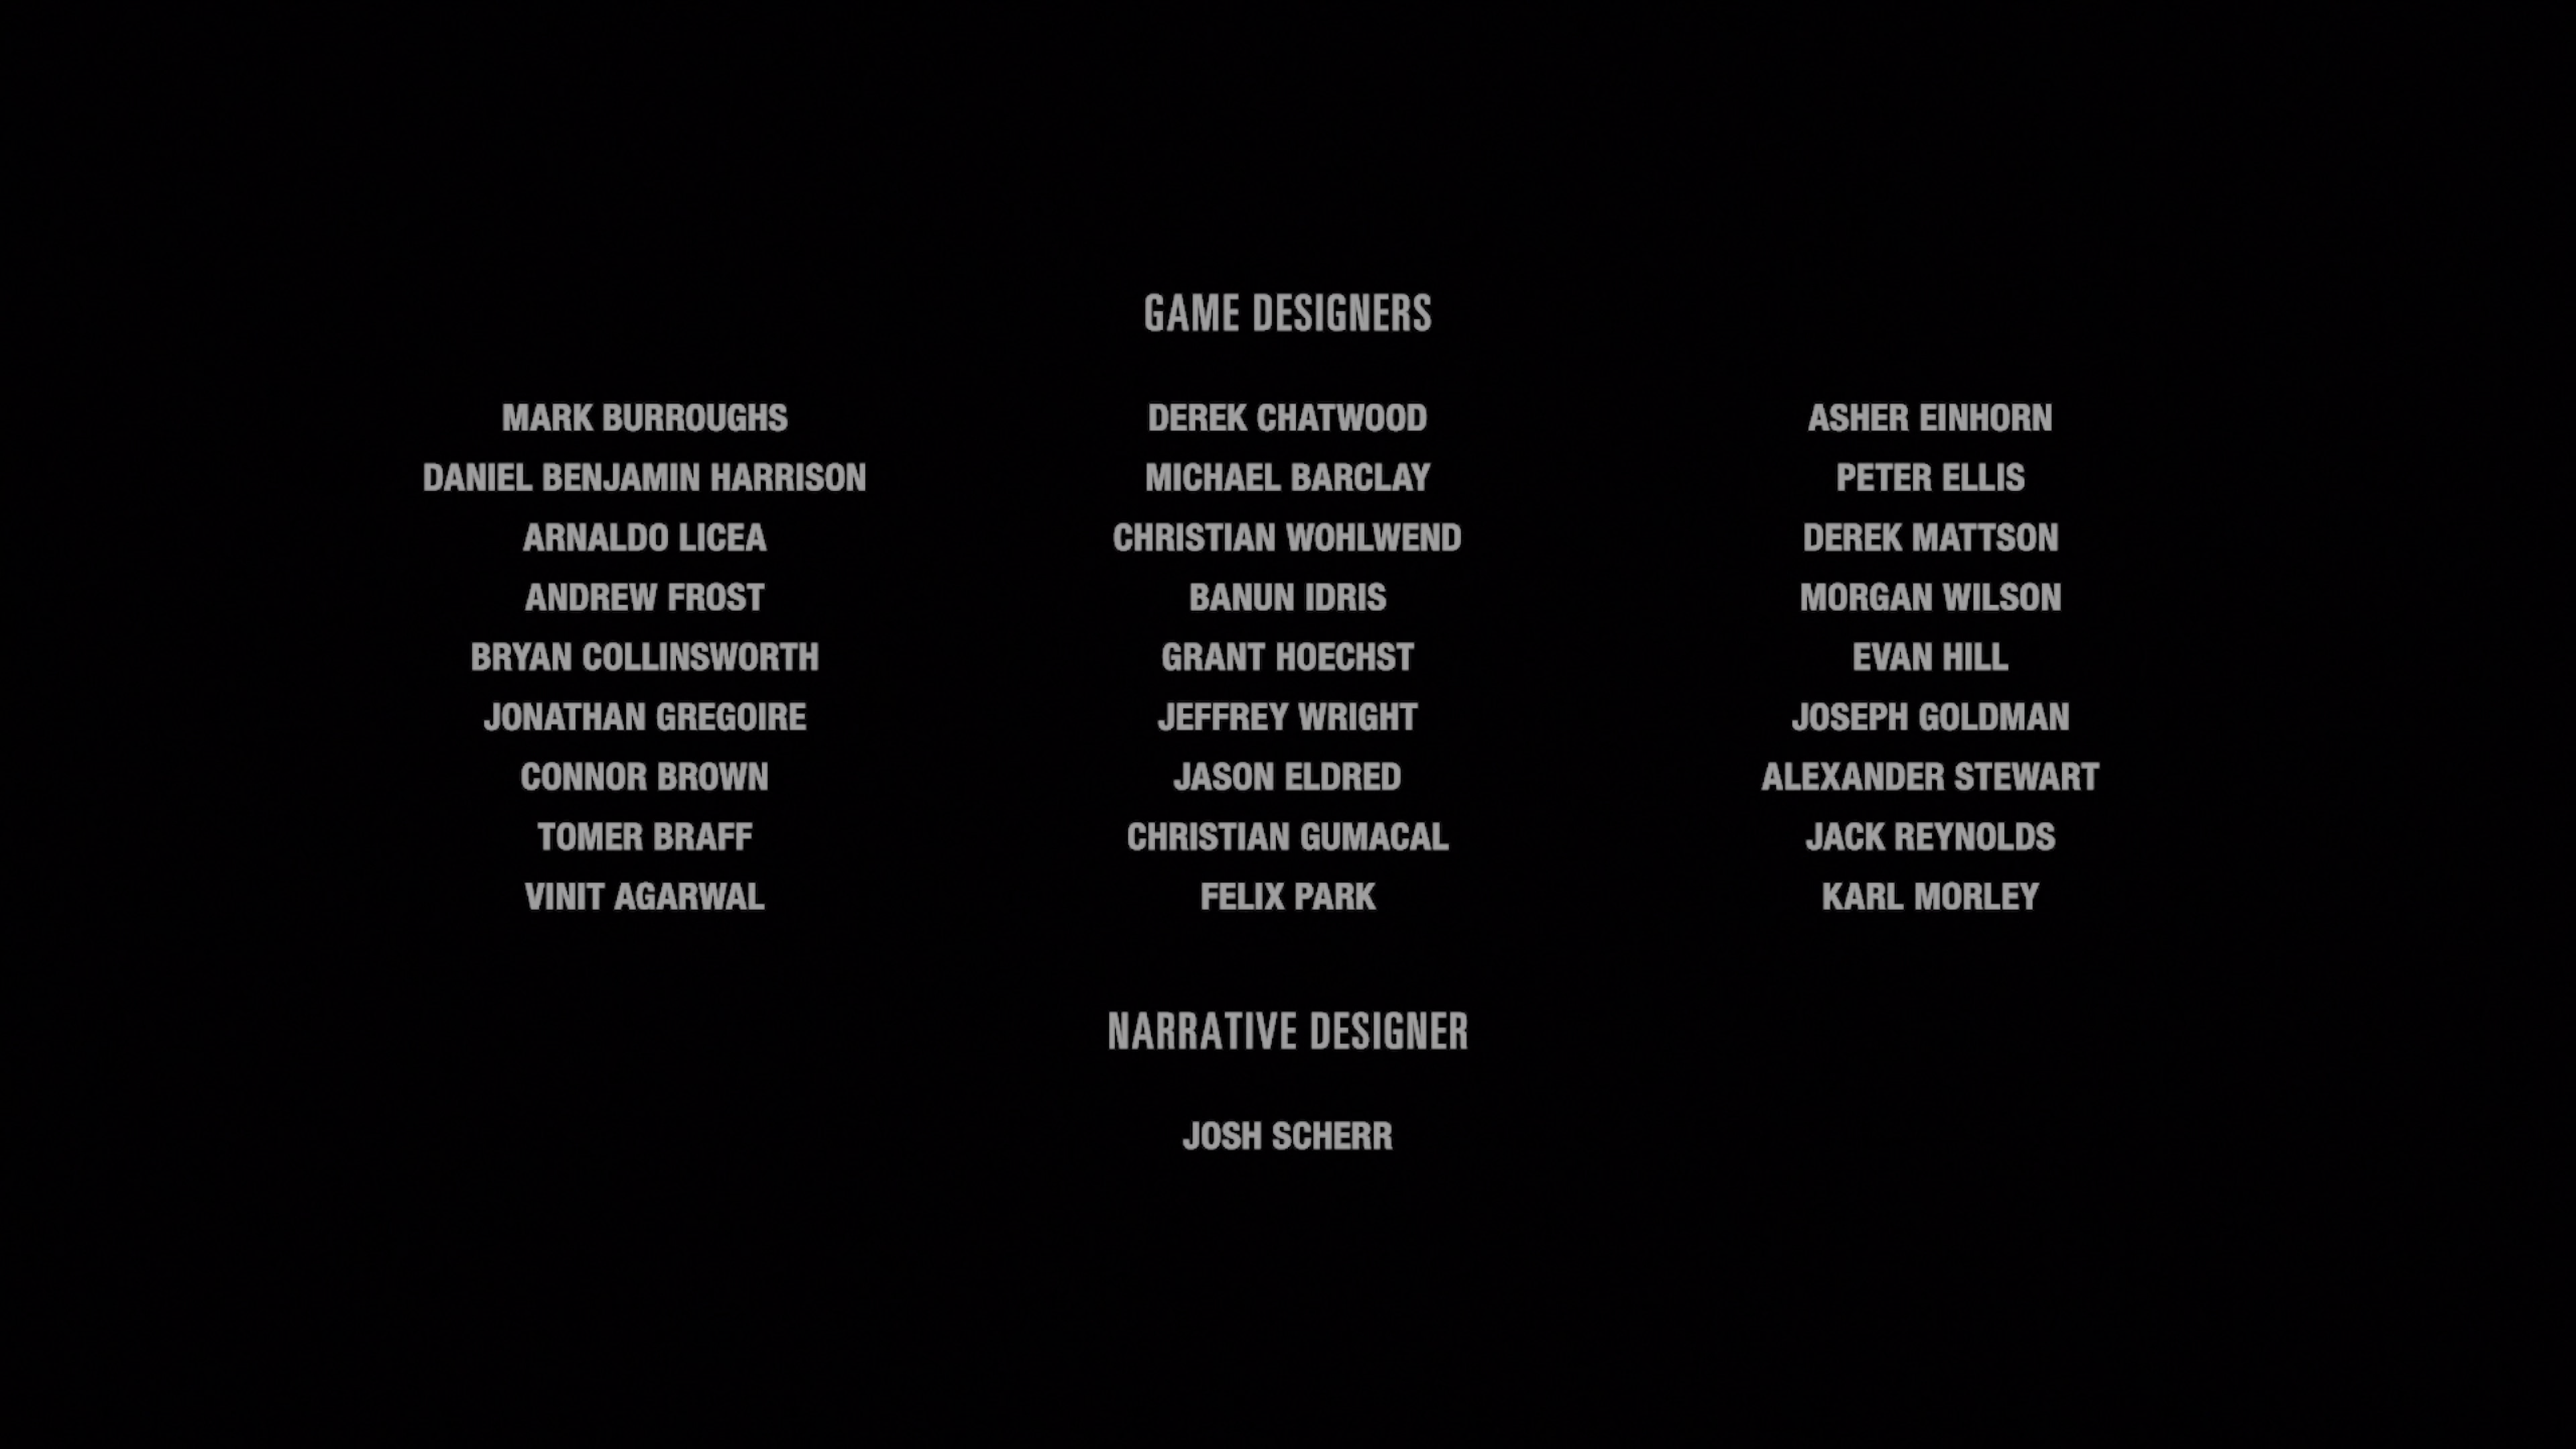 GAME DESIGNERS
MARK BURROUGHS DEREK CHATWOOD ASHER EINHORN
DANIEL BENJAMIN HARRISON MICHAEL BARCLAY PETER ELLIS
ARNALDO LICEA CHRISTIAN WOHLWEND DEREK MATTSON
ANDREW FROST BANUN IDRIS MORGAN WILSON
BRYAN COLLINSWORTH GRANT HOECHST EVAN HILL
JONATHAN GREGOIRE JEFFREY WRIGHT JOSEPH GOLDMAN
CONNOR BROWN JASON ELDRED ALEXANDER STEWART
TOMER BRAFF CHRISTIAN GUMACAL JACK REYNOLDS
VINIT AGARWAL FELIX PARK KARL MORLEY
NARRATIVE DESIGNER
JOSH SCHERR